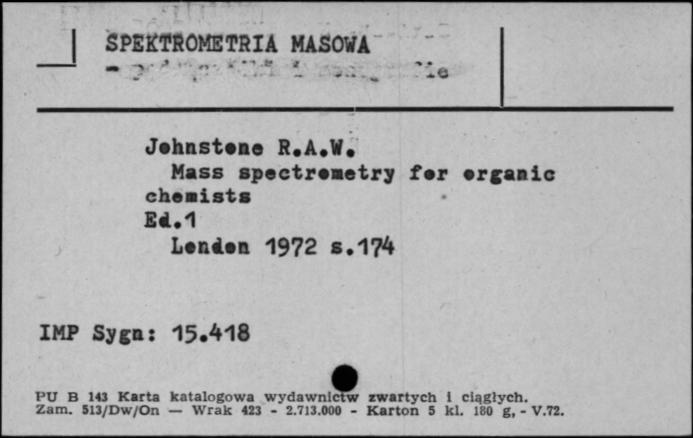 SPEKTROMETRIA MASOWA
Johnstone R.A.W.
Mass spectrometry for organic
chemists
Ed.1
London 1972 s.174
IMP Sygn: 15.418
PU B 143 Karta katalogowa wydawnictw zwartych i ciągłych.
Zam. 513/Dw/On — Wrak 423 - 2.713.000 - Karton 5 kl. 180 g, - V.72.